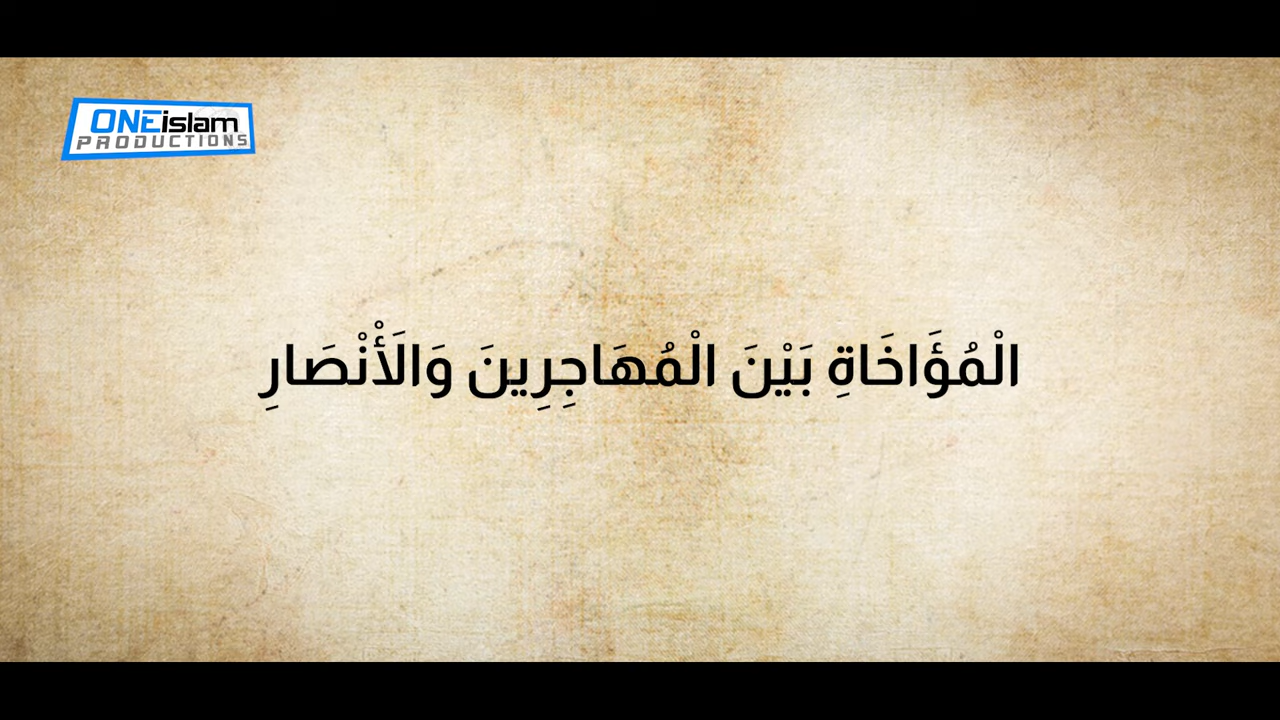 ONEislam
PRODUCTIONS
الْمُؤَاخَاةِ بَيْنَ الْمُهَاجِرِينَ وَالَأْنْصَارِ